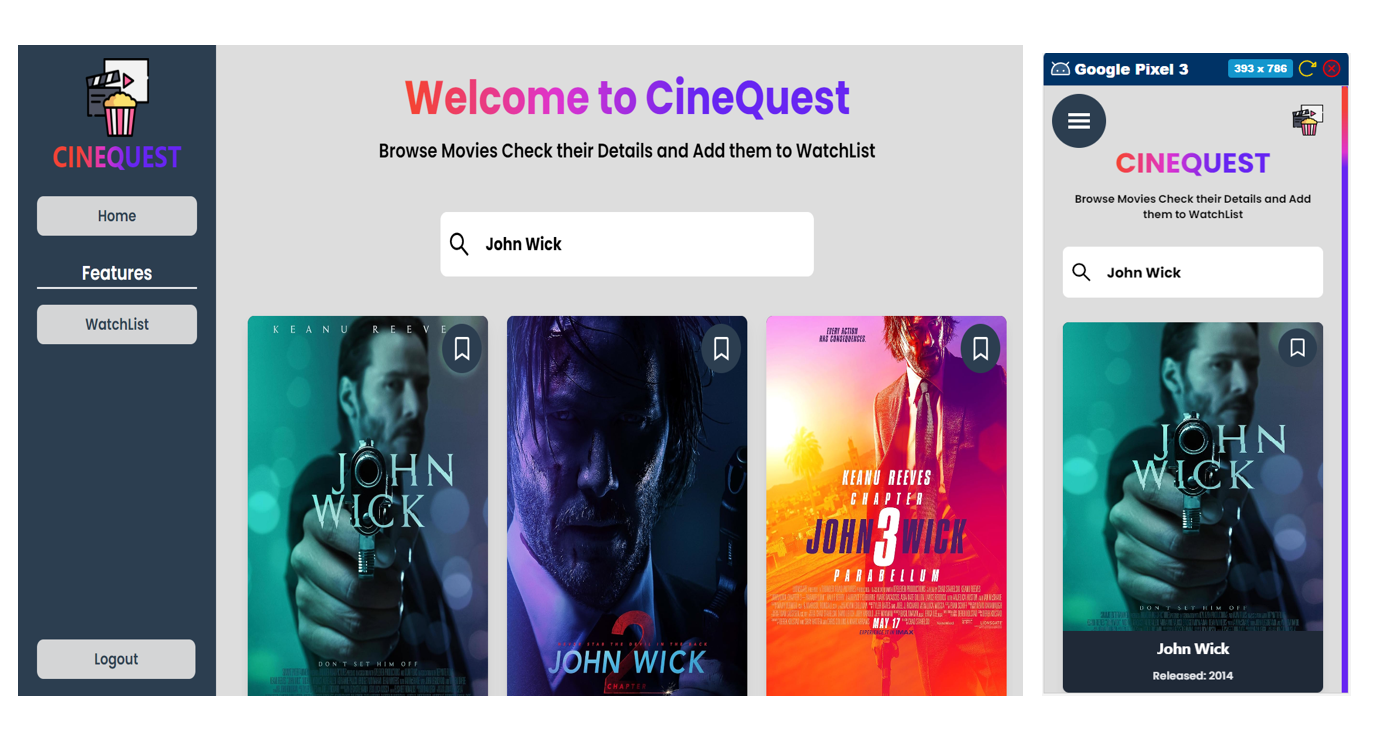 CINEQUEST
Home
Features
WatchList
Logout
Welcome to CineQuest
Browse Movies Check their Details and Add them to WatchList
John Wick
KEANU REEVE
JOHN
WICK
DON'T SET HIM OFF
2
JOHN WICK
CHAPTER
EVERY ACTION
HAS CONSEQUENCES.
KEANU REEVES
CHAPTER
JOHN 3 WICK
PARABELLUM
MAY 17
Google Pixel 3
393 x 786
CINEQUEST
Browse Movies Check their Details and Add
them to WatchList
John Wick
JOHN
WICK
DON'T SET HIM OFF
John Wick
Released: 2014